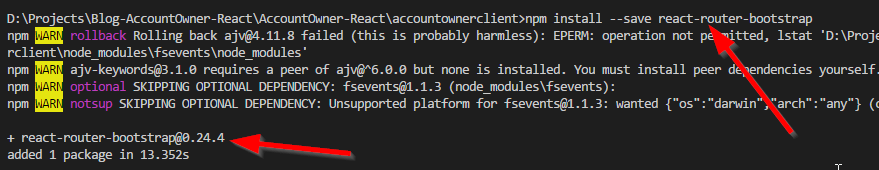 D:\Projects\Blog-AccountOwner-React\AccountOwner-React\accountownerclient>npm install --save react-router-bootstrap
npm WARN rollback Rolling back ajv@4.11.8 failed (this is probably harmless): EPERM: operation not permitted, lstat 'D:\Proje
rclient\node_modules\fsevents\node_modules'
npm WARN ajv-keywords@3.1.0 requires a peer of ajv@^6.0.0 but none is installed. You must install peer dependencies yourself.
npm WARN optional SKIPPING OPTIONAL DEPENDENCY: fsevents@1.1.3 (node_modules\fsevents):
npm WARN notsup SKIPPING OPTIONAL DEPENDENCY: Unsupported platform for fsevents@1.1.3: wanted {"os":"darwin","arch":"any"} (c
+ react-router-bootstrap@0.24.4
added 1 package in 13.352s